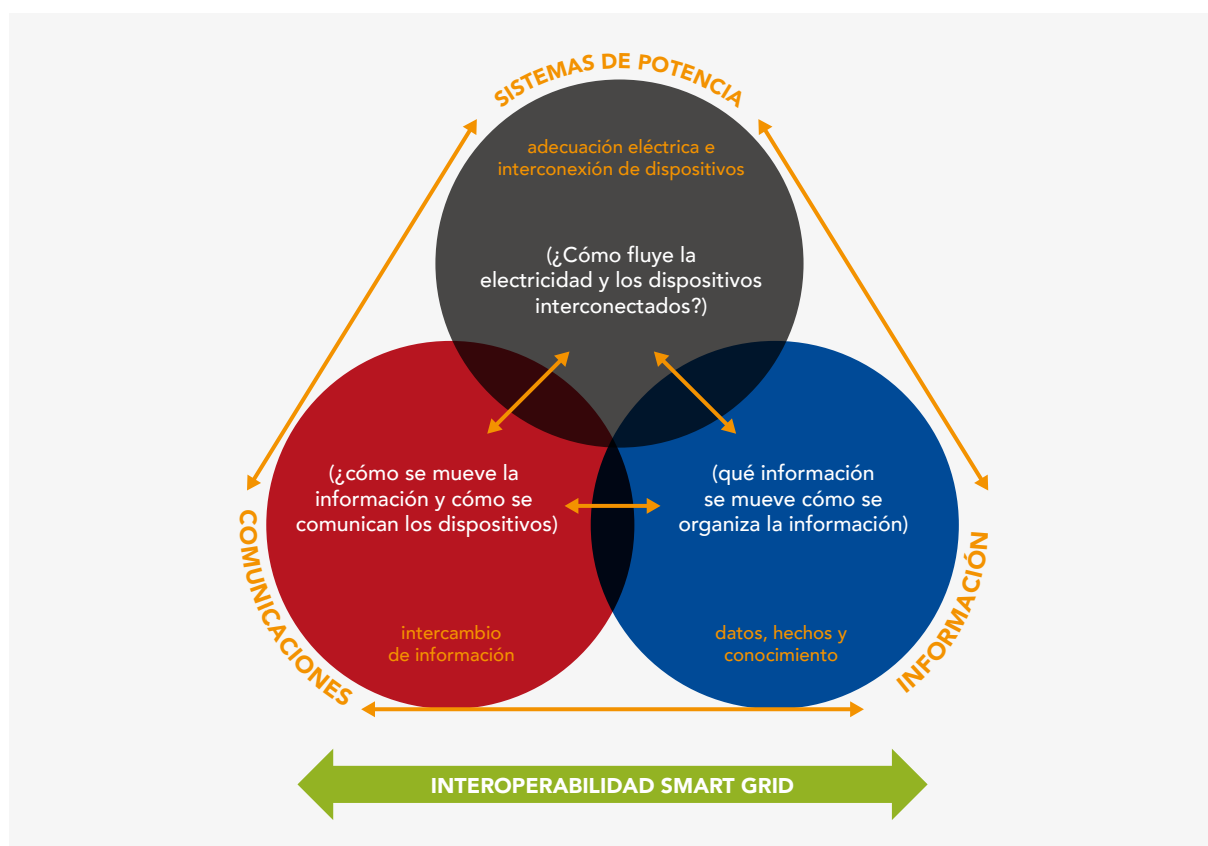 SISTEMAS DE POTENCIA
adecuación eléctrica e
interconexión de dispositivos
(¿Cómo fluye la
electricidad y los dispositivos
interconectados?)
(¿cómo se mueve la
información y cómo se
comunican los dispositivos)
(qué información
se mueve cómo se
organiza la información)
COMUNICACIONES
INFORMACIÓN
intercambio
de información
datos, hechos y
conocimiento
INTEROPERABILIDAD SMART GRID